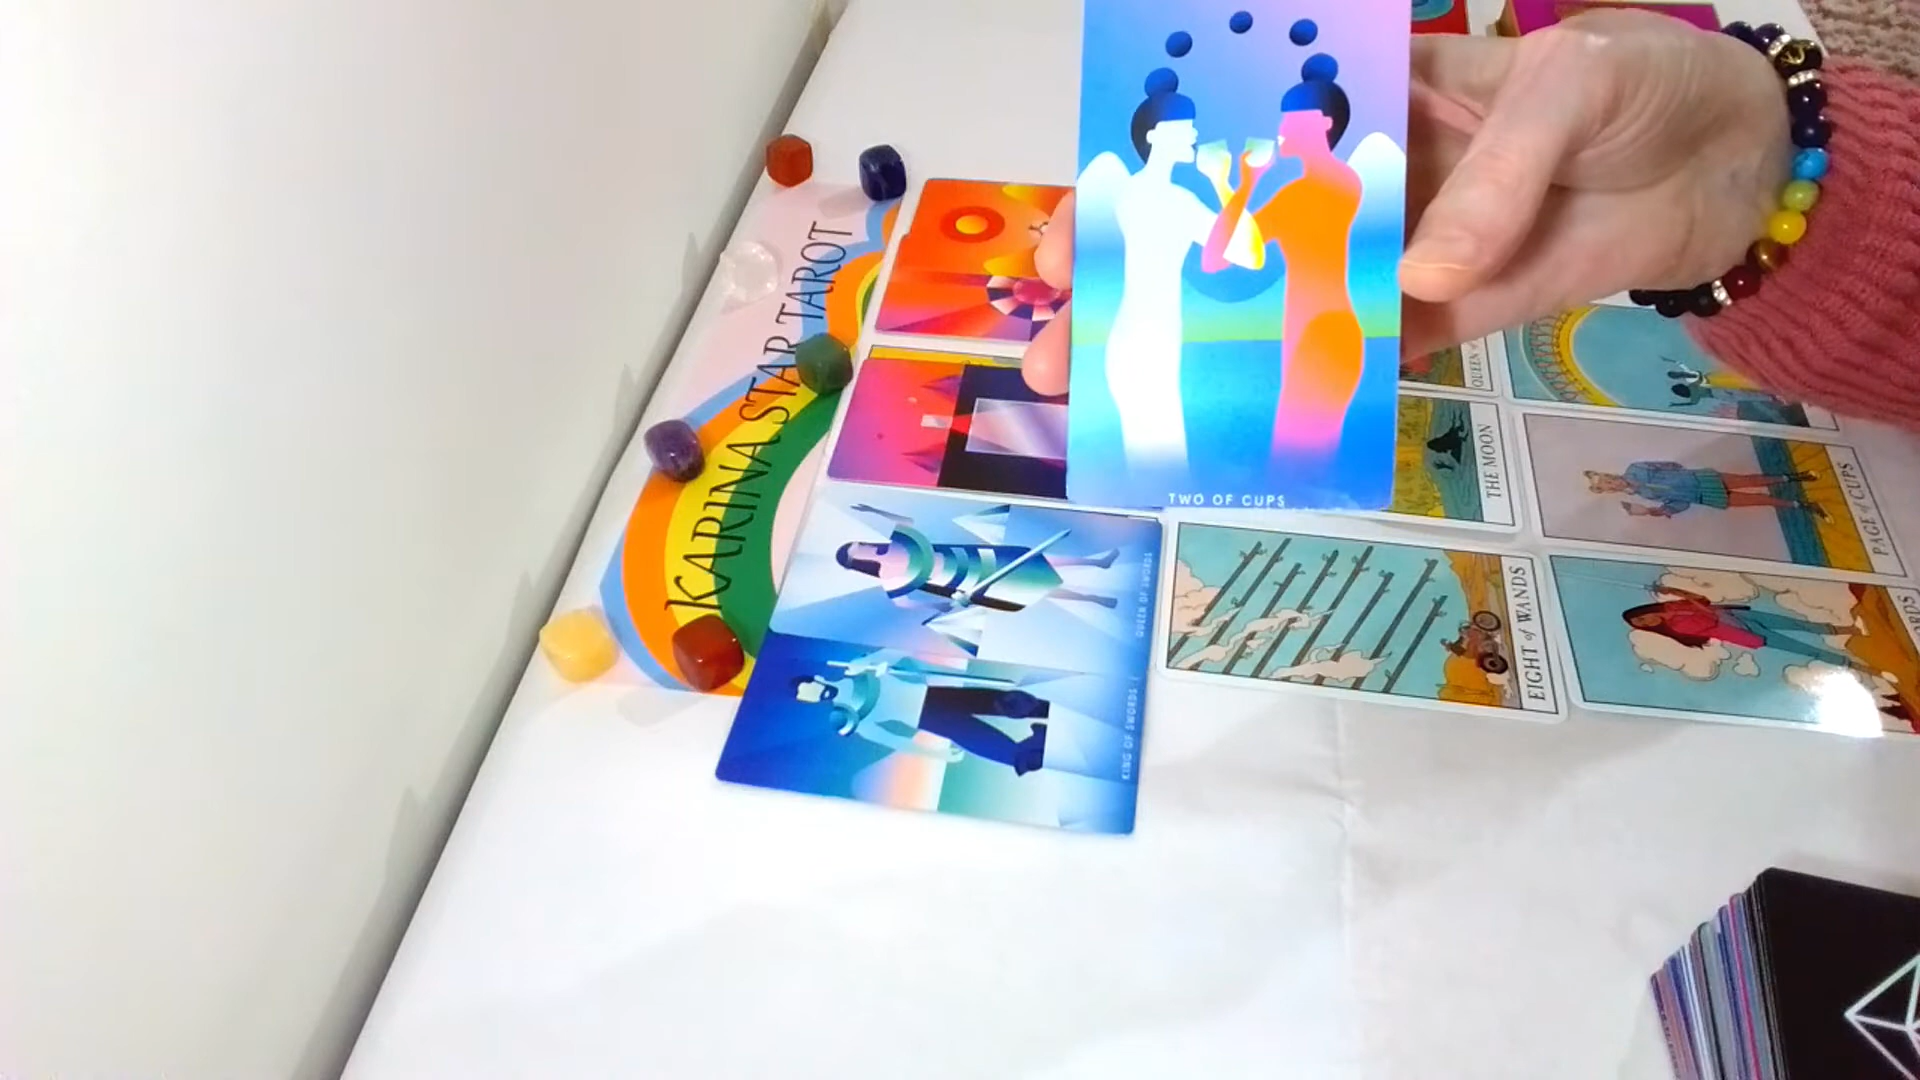 TWO OF CUPS
KARINA STAR TAROT
QUEEN
THE MOON
PAGE of CUPS
QUEEN OF SWORDS
KING OF SWORDS
EIGHT of WANDS